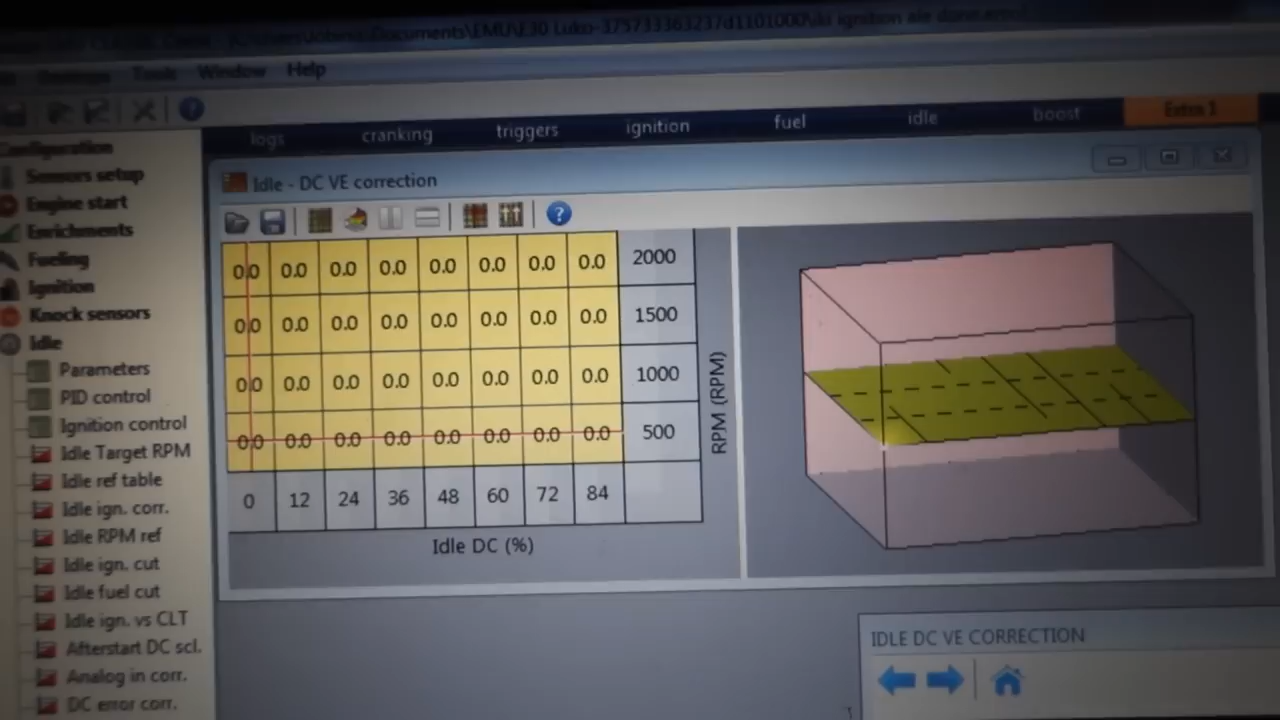 Documents\EMU\E30 Luko-375733363237d1101000\
Tools Window Help
logs cranking triggers ignition fuel idle boost Extra 1
Configuration
Sensors setup
Engine start
Enrichments
Fueling
Ignition
Knock sensors
Idle
Parameters
PID control
Ignition control
Idle Target RPM
Idle ref table
Idle ign. corr.
Idle RPM ref
Idle ign. cut
Idle fuel cut
Idle ign. vs CLT
Afterstart DC scl.
Analog in corr.
DC error corr.
Idle - DC VE correction
0.0 0.0 0.0 0.0 0.0 0.0 0.0 0.0 2000
0.0 0.0 0.0 0.0 0.0 0.0 0.0 0.0 1500
0.0 0.0 0.0 0.0 0.0 0.0 0.0 0.0 1000
0.0 0.0 0.0 0.0 0.0 0.0 0.0 0.0 500
0 12 24 36 48 60 72 84
Idle DC (%)
RPM (RPM)
IDLE DC VE CORRECTION